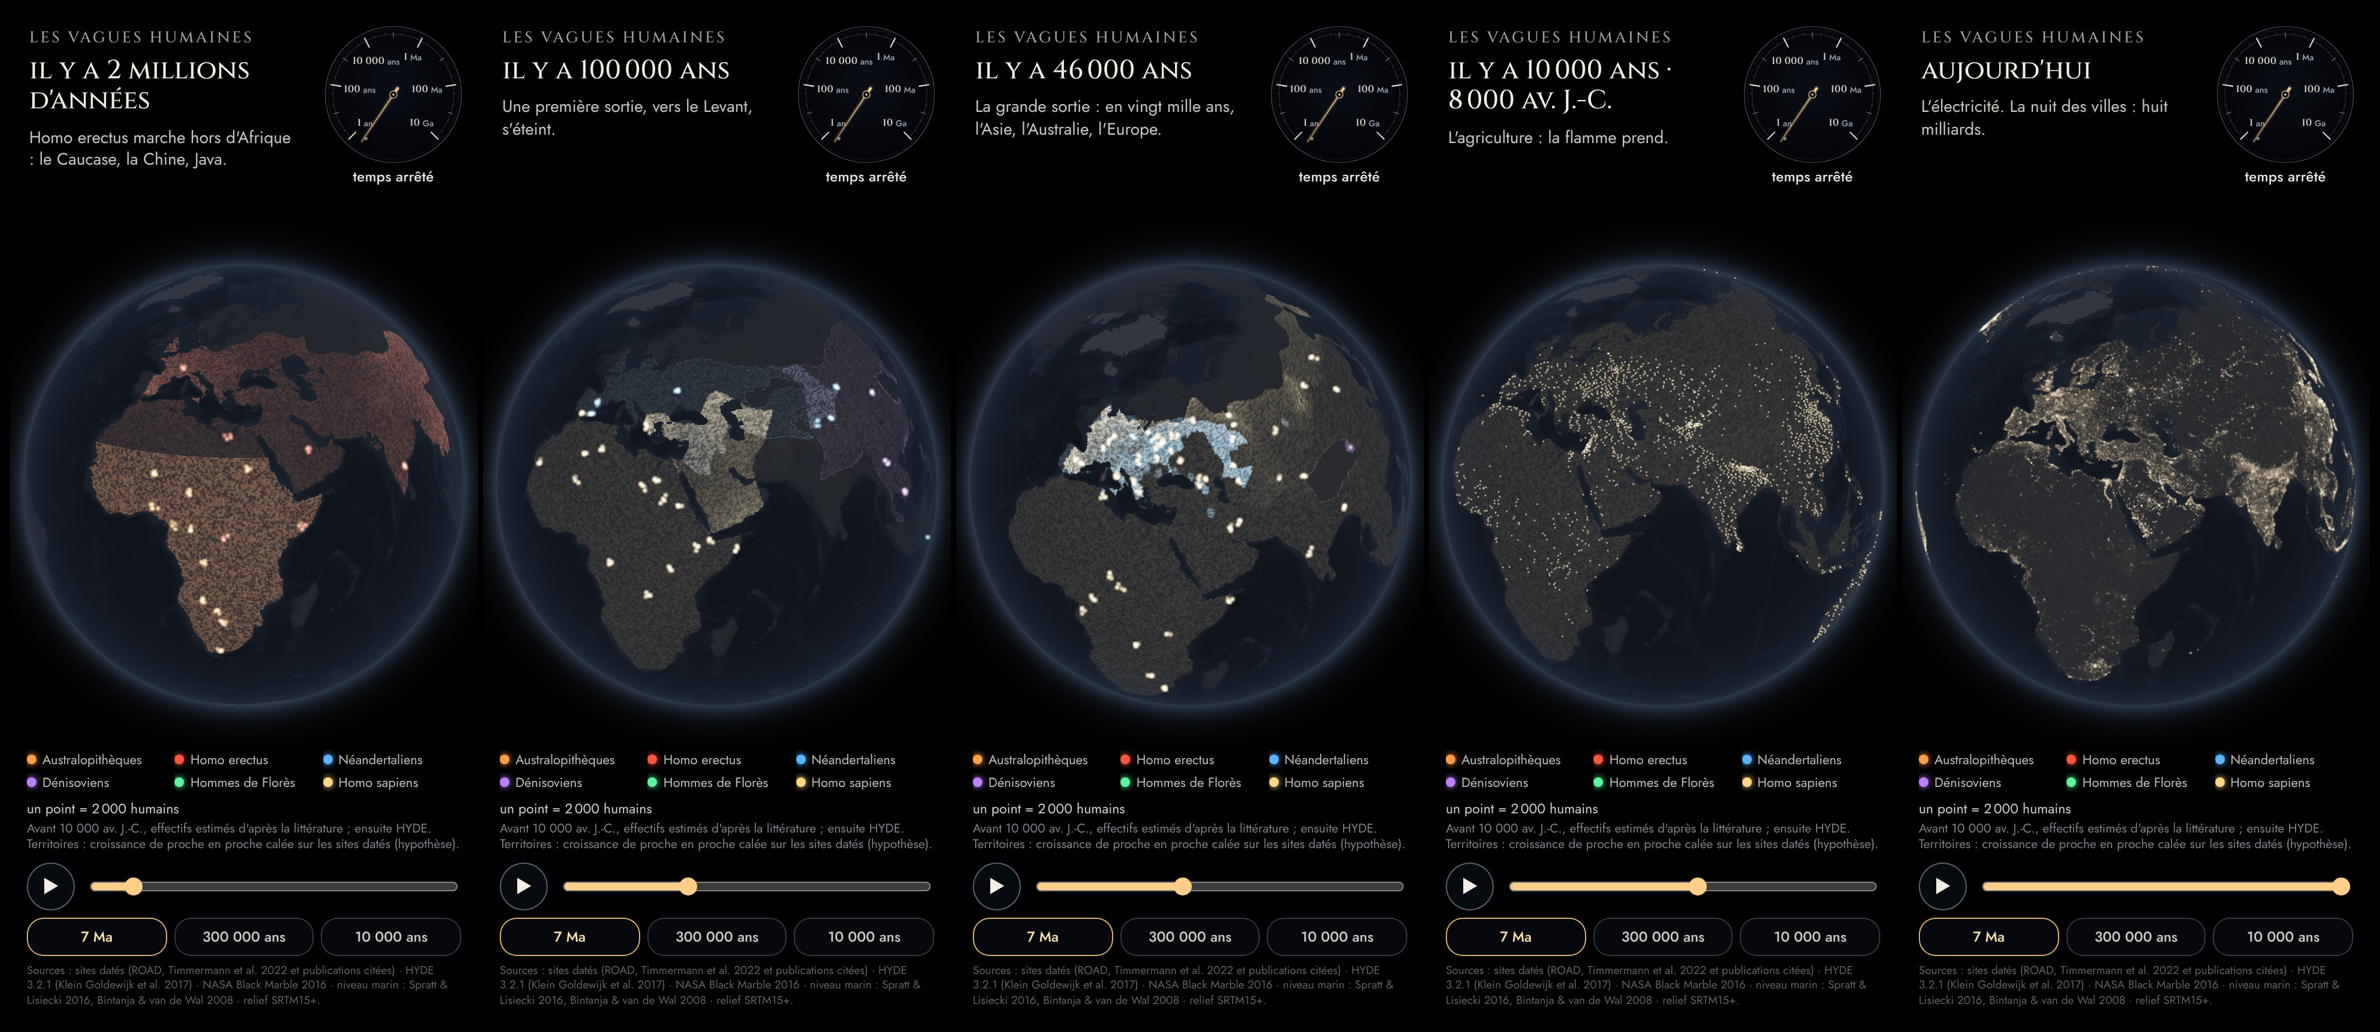 LES VAGUES HUMAINES
IL Y A 2 MILLIONS
D'ANNÉES
Homo erectus marche hors d'Afrique
: le Caucase, la Chine, Java.
10 000 ans
1 Ma
100 ans
100 Ma
1 an
10 Ga
temps arrêté
Australopithèques
Homo erectus
Néandertaliens
Dénisoviens
Hommes de Florès
Homo sapiens
un point = 2 000 humains
Avant 10 000 av. J.-C., effectifs estimés d'après la littérature ; ensuite HYDE.
Territoires : croissance de proche en proche calée sur les sites datés (hypothèse).
7 Ma
300 000 ans
10 000 ans
Sources : sites datés (ROAD, Timmermann et al. 2022 et publications citées) · HYDE
3.2.1 (Klein Goldewijk et al. 2017) · NASA Black Marble 2016 · niveau marin : Spratt &
Lisiecki 2016, Bintanja & van de Wal 2008 · relief SRTM15+.
LES VAGUES HUMAINES
IL Y A 100 000 ANS
Une première sortie, vers le Levant,
s'éteint.
10 000 ans
1 Ma
100 ans
100 Ma
1 an
10 Ga
temps arrêté
Australopithèques
Homo erectus
Néandertaliens
Dénisoviens
Hommes de Florès
Homo sapiens
un point = 2 000 humains
Avant 10 000 av. J.-C., effectifs estimés d'après la littérature ; ensuite HYDE.
Territoires : croissance de proche en proche calée sur les sites datés (hypothèse).
7 Ma
300 000 ans
10 000 ans
Sources : sites datés (ROAD, Timmermann et al. 2022 et publications citées) · HYDE
3.2.1 (Klein Goldewijk et al. 2017) · NASA Black Marble 2016 · niveau marin : Spratt &
Lisiecki 2016, Bintanja & van de Wal 2008 · relief SRTM15+.
LES VAGUES HUMAINES
IL Y A 46 000 ANS
La grande sortie : en vingt mille ans,
l'Asie, l'Australie, l'Europe.
10 000 ans
1 Ma
100 ans
100 Ma
1 an
10 Ga
temps arrêté
Australopithèques
Homo erectus
Néandertaliens
Dénisoviens
Hommes de Florès
Homo sapiens
un point = 2 000 humains
Avant 10 000 av. J.-C., effectifs estimés d'après la littérature ; ensuite HYDE.
Territoires : croissance de proche en proche calée sur les sites datés (hypothèse).
7 Ma
300 000 ans
10 000 ans
Sources : sites datés (ROAD, Timmermann et al. 2022 et publications citées) · HYDE
3.2.1 (Klein Goldewijk et al. 2017) · NASA Black Marble 2016 · niveau marin : Spratt &
Lisiecki 2016, Bintanja & van de Wal 2008 · relief SRTM15+.
LES VAGUES HUMAINES
IL Y A 10 000 ANS ·
8 000 AV. J.-C.
L'agriculture : la flamme prend.
10 000 ans
1 Ma
100 ans
100 Ma
1 an
10 Ga
temps arrêté
Australopithèques
Homo erectus
Néandertaliens
Dénisoviens
Hommes de Florès
Homo sapiens
un point = 2 000 humains
Avant 10 000 av. J.-C., effectifs estimés d'après la littérature ; ensuite HYDE.
Territoires : croissance de proche en proche calée sur les sites datés (hypothèse).
7 Ma
300 000 ans
10 000 ans
Sources : sites datés (ROAD, Timmermann et al. 2022 et publications citées) · HYDE
3.2.1 (Klein Goldewijk et al. 2017) · NASA Black Marble 2016 · niveau marin : Spratt &
Lisiecki 2016, Bintanja & van de Wal 2008 · relief SRTM15+.
LES VAGUES HUMAINES
AUJOURD'HUI
L'électricité. La nuit des villes : huit
milliards.
10 000 ans
1 Ma
100 ans
100 Ma
1 an
10 Ga
temps arrêté
Australopithèques
Homo erectus
Néandertaliens
Dénisoviens
Hommes de Florès
Homo sapiens
un point = 2 000 humains
Avant 10 000 av. J.-C., effectifs estimés d'après la littérature ; ensuite HYDE.
Territoires : croissance de proche en proche calée sur les sites datés (hypothèse).
7 Ma
300 000 ans
10 000 ans
Sources : sites datés (ROAD, Timmermann et al. 2022 et publications citées) · HYDE
3.2.1 (Klein Goldewijk et al. 2017) · NASA Black Marble 2016 · niveau marin : Spratt &
Lisiecki 2016, Bintanja & van de Wal 2008 · relief SRTM15+.